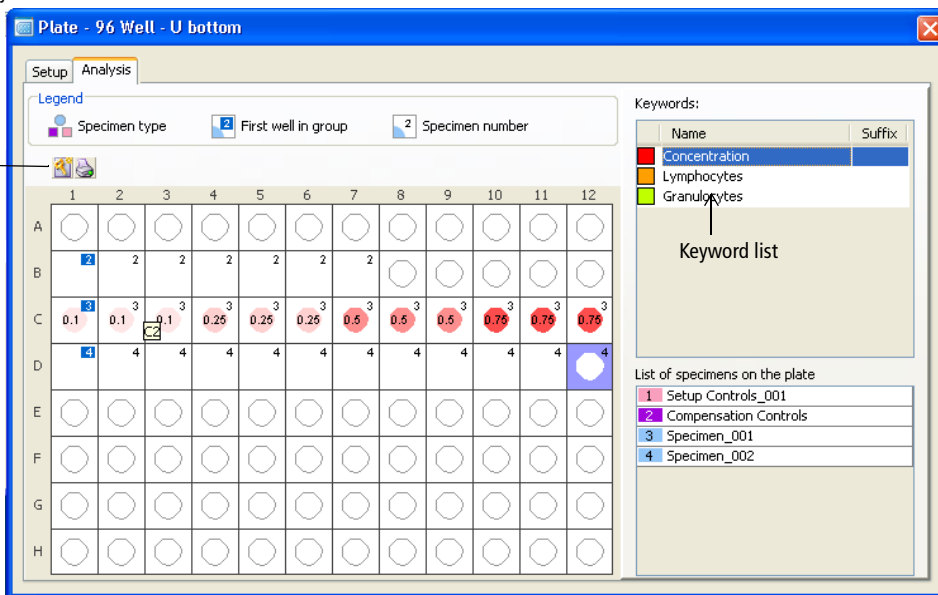 Plate - 96 Well - U bottom
Setup Analysis
Legend
Specimen type 2 First well in group 2 Specimen number
1 2 3 4 5 6 7 8 9 10 11 12
A
B 2 2 2 2 2 2 2
C 3 0.1 3 0.1 3 0.1 3 0.25 3 0.25 3 0.25 3 0.5 3 0.5 3 0.5 3 0.75 3 0.75 3 0.75
C2
D 4 4 4 4 4 4 4 4 4 4 4 4
E
F
G
H
Keywords:
Name Suffix
Concentration
Lymphocytes
Granulocytes
Keyword list
List of specimens on the plate
1 Setup Controls_001
2 Compensation Controls
3 Specimen_001
4 Specimen_002